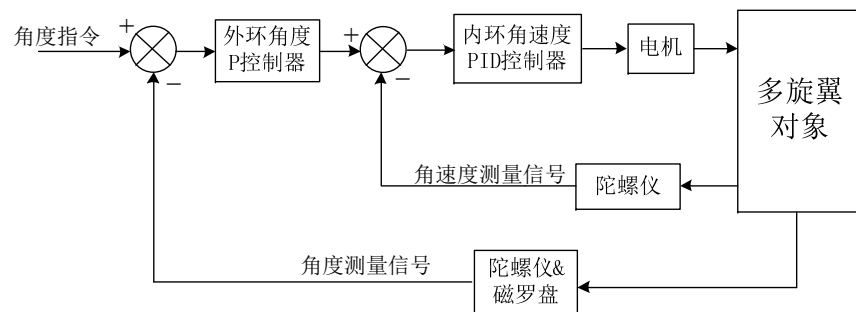 角度指令
+
−
外环角度
P控制器
+
−
内环角速度
PID控制器
电机
多旋翼
对象
角速度测量信号
陀螺仪
角度测量信号
陀螺仪&
磁罗盘